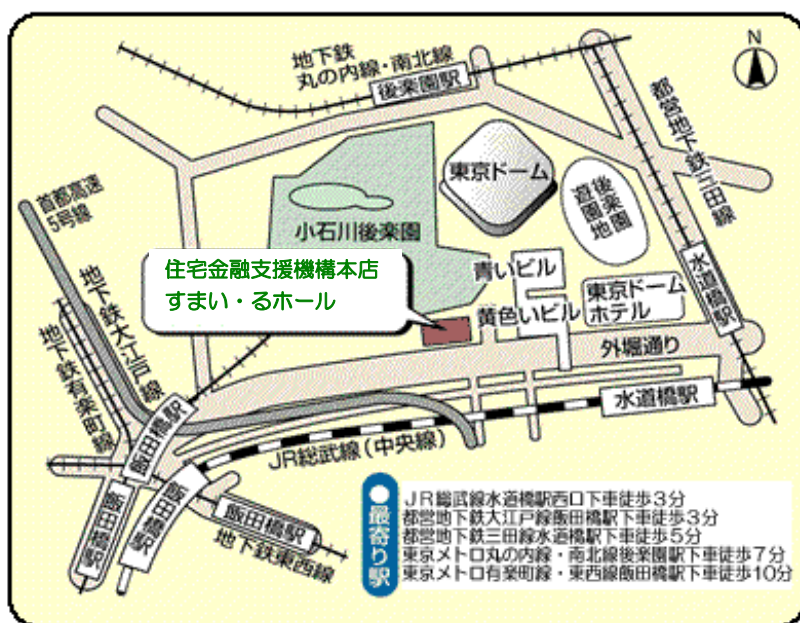 N
地下鉄
丸の内線・南北線
後楽園駅
都営地下鉄三田線
東京ドーム
後楽園
遊園地
首都高速
5号線
小石川後楽園
住宅金融支援機構本店
すまい・るホール
青いビル
黄色いビル
東京ドーム
ホテル
水道橋駅
地下鉄大江戸線
地下鉄有楽町線
外堀通り
水道橋駅
JR総武線(中央線)
飯田橋駅
飯田橋駅
飯田橋駅
飯田橋駅
地下鉄東西線
最寄り駅
JR総武線水道橋駅西口下車徒歩3分
都営地下鉄大江戸線飯田橋駅下車徒歩3分
都営地下鉄三田線水道橋駅下車徒歩5分
東京メトロ丸の内線・南北線後楽園駅下車徒歩7分
東京メトロ有楽町線・東西線飯田橋駅下車徒歩10分